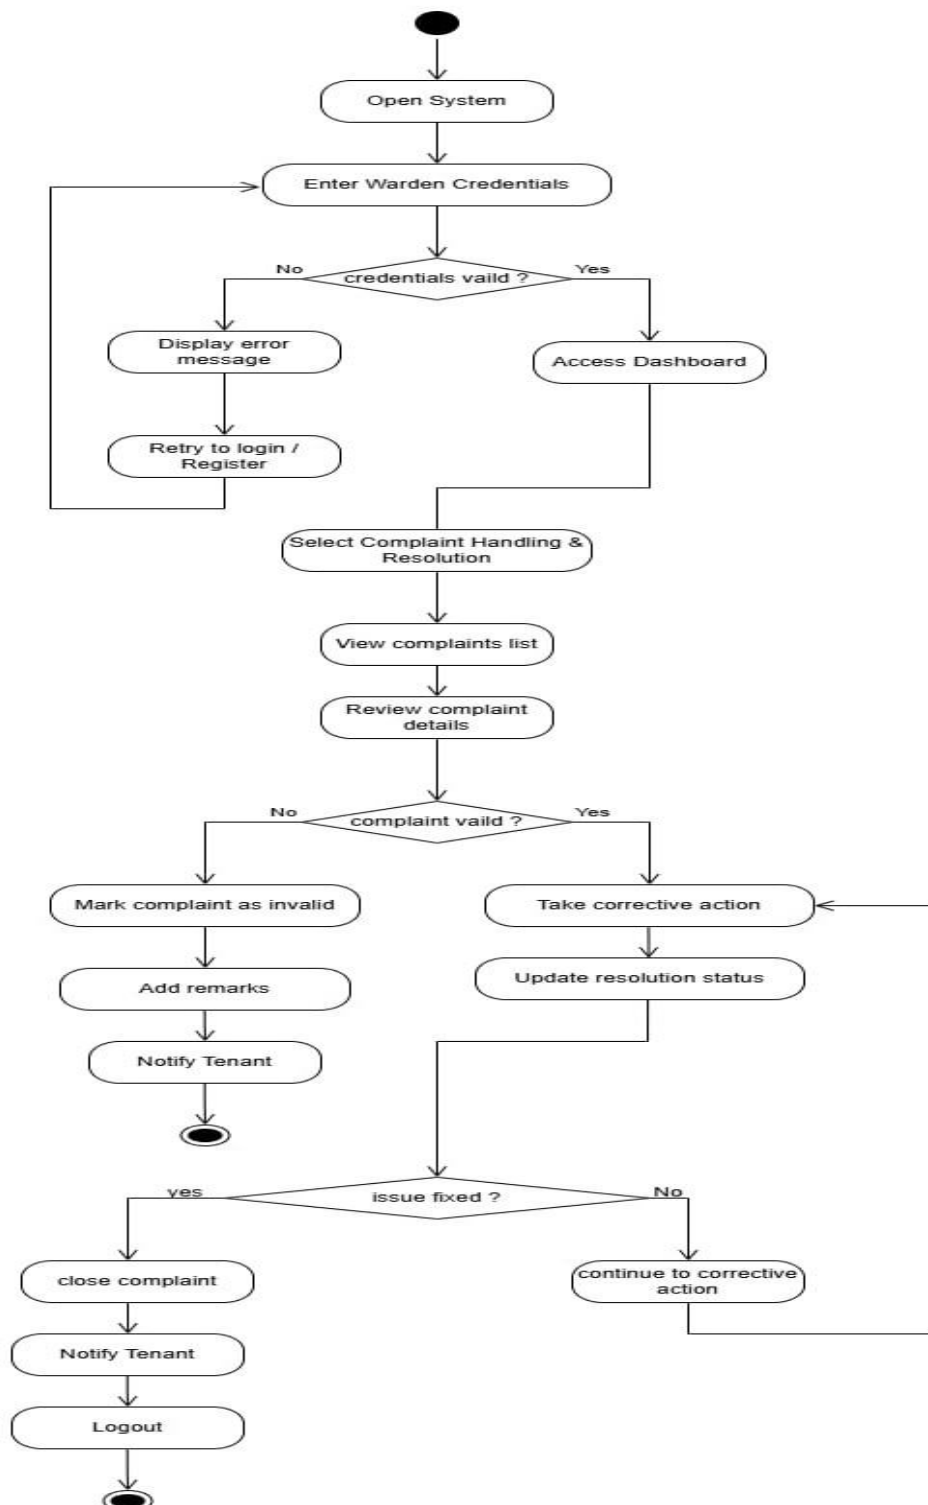 Open System
Enter Warden Credentials
No
credentials vaild ?
Yes
Display error
message
Access Dashboard
Retry to login /
Register
Select Complaint Handling &
Resolution
View complaints list
Review complaint
details
No
complaint vaild ?
Yes
Mark complaint as invalid
Take corrective action
Add remarks
Update resolution status
Notify Tenant
yes
issue fixed ?
No
close complaint
continue to corrective
action
Notify Tenant
Logout